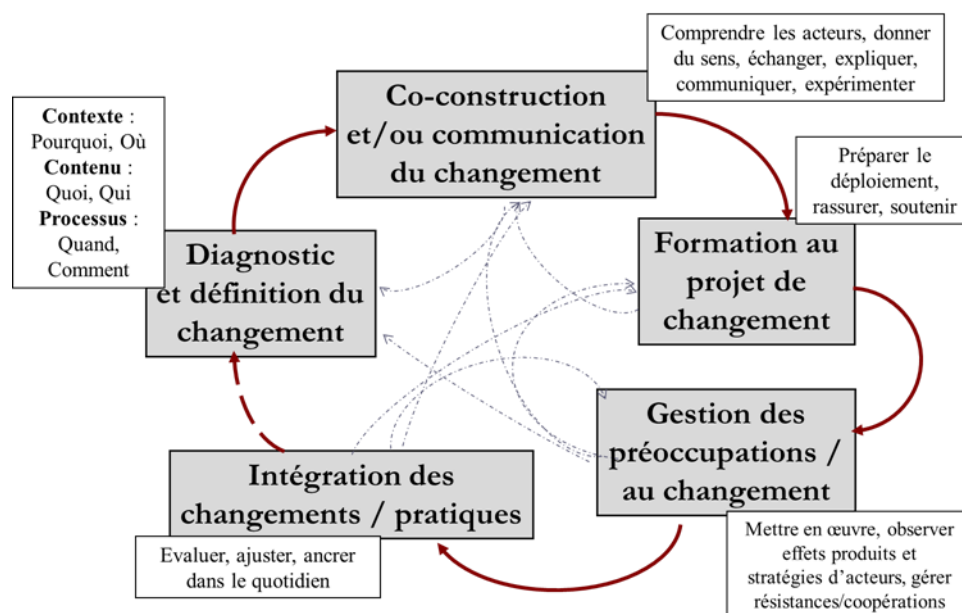 Comprendre les acteurs, donner
du sens, échanger, expliquer,
communiquer, expérimenter
Co-construction
et/ou communication
du changement
Contexte :
Pourquoi, Où
Contenu :
Quoi, Qui
Processus :
Quand,
Comment
Préparer le
déploiement,
rassurer, soutenir
Diagnostic
et définition du
changement
Formation au
projet de
changement
Gestion des
préoccupations /
au changement
Intégration des
changements / pratiques
Mettre en œuvre, observer
effets produits et
stratégies d’acteurs, gérer
résistances/coopérations
Evaluer, ajuster, ancrer
dans le quotidien